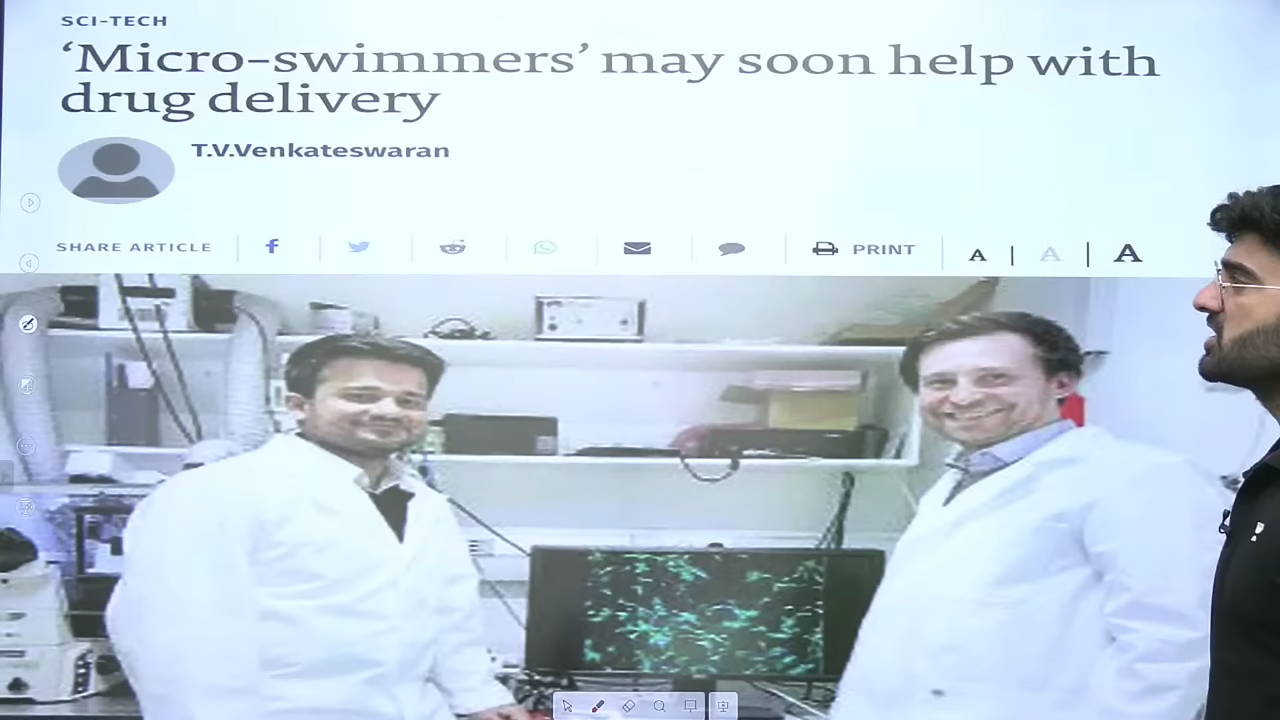 SCI-TECH
‘Micro-swimmers’ may soon help with
drug delivery
T.V.Venkateswaran
SHARE ARTICLE
PRINT
A | A | A